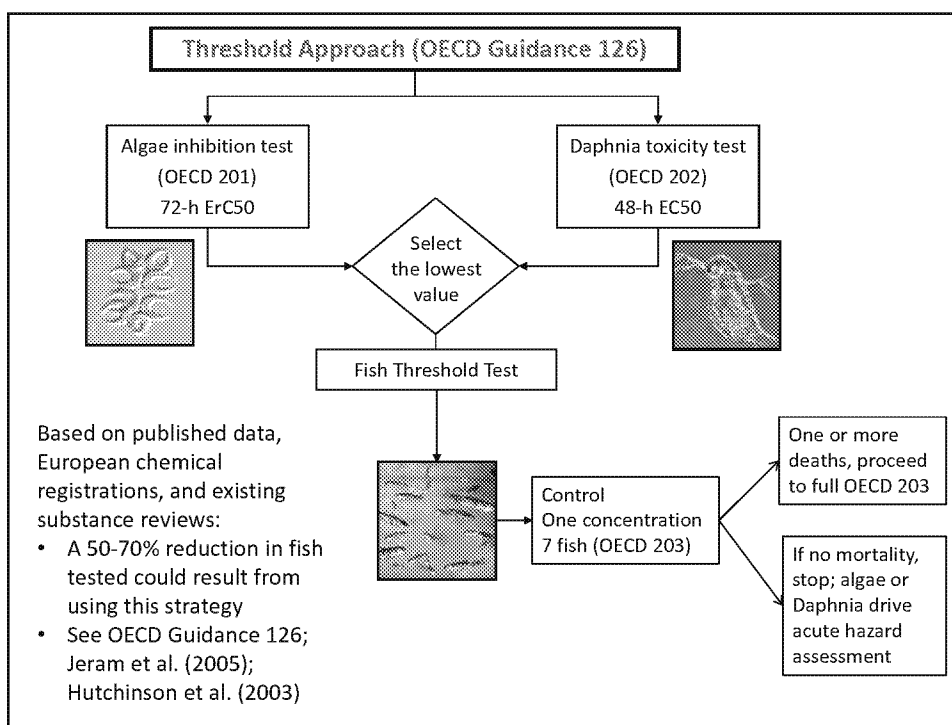 Threshold Approach (OECD Guidance 126)
Algae inhibition test
(OECD 201)
72-h ErC50
Daphnia toxicity test
(OECD 202)
48-h EC50
Select
the lowest
value
Fish Threshold Test
Based on published data,
European chemical
registrations, and existing
substance reviews:
• A 50-70% reduction in fish
tested could result from
using this strategy
• See OECD Guidance 126;
Jeram et al. (2005);
Hutchinson et al. (2003)
Control
One concentration
7 fish (OECD 203)
One or more
deaths, proceed
to full OECD 203
If no mortality,
stop; algae or
Daphnia drive
acute hazard
assessment